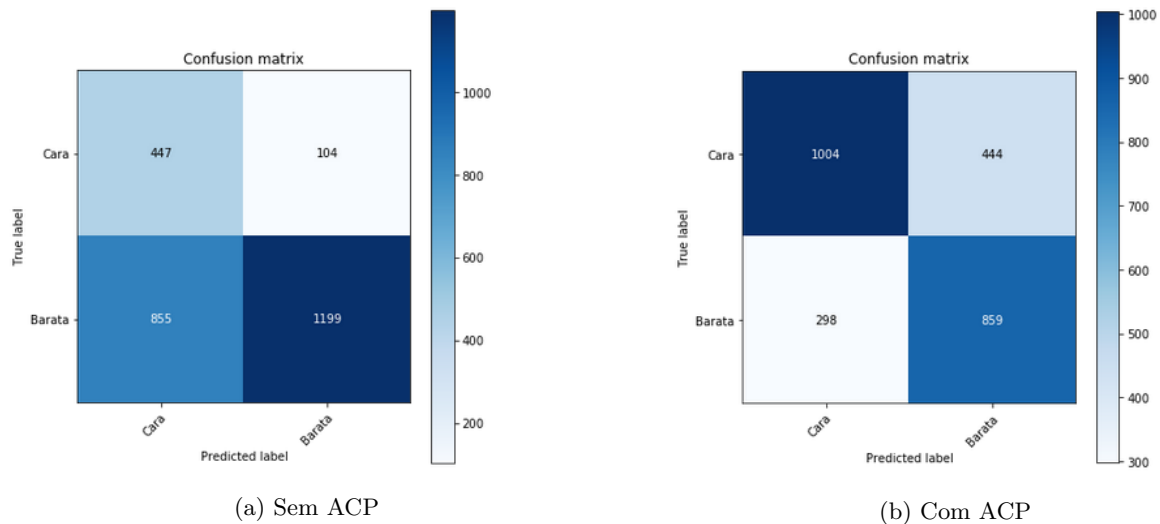 Confusion matrix
Cara
447
104
Barata
855
1199
True label
Cara
Barata
Predicted label
1000
800
600
400
200
(a) Sem ACP
Confusion matrix
Cara
1004
444
Barata
298
859
True label
Cara
Barata
Predicted label
1000
900
800
700
600
500
400
300
(b) Com ACP